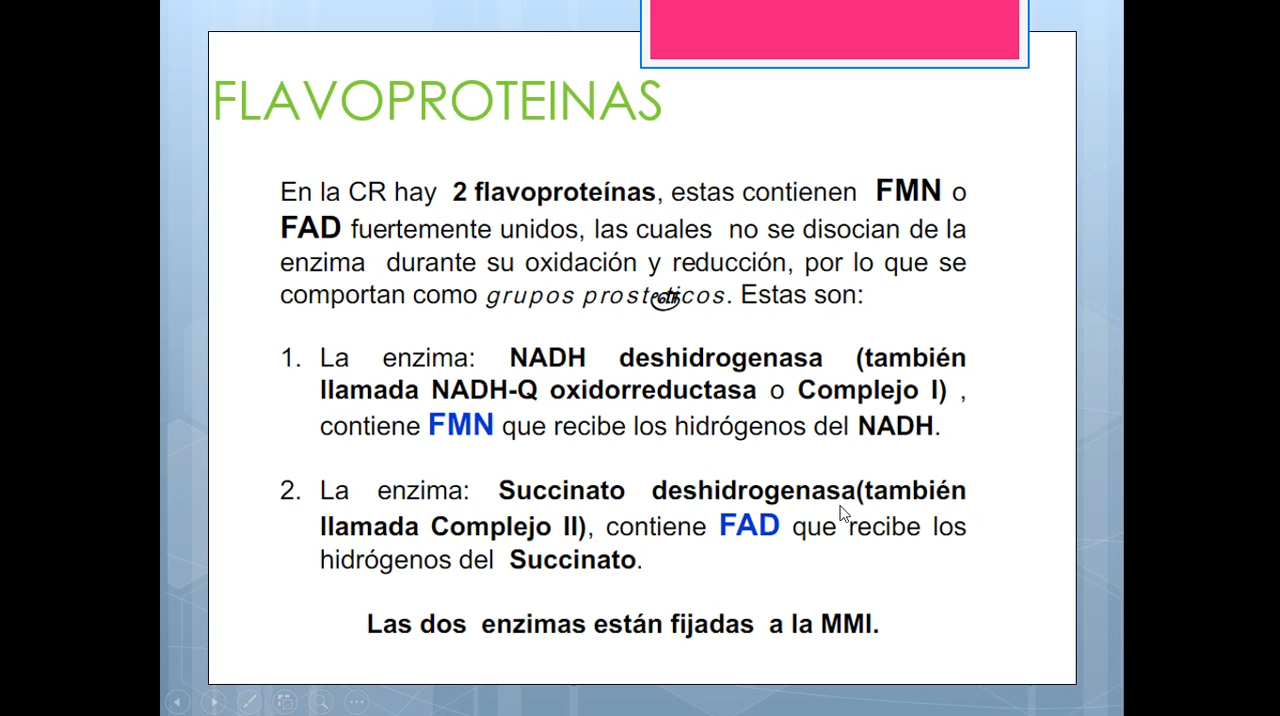 FLAVOPROTEINAS
En la CR hay 2 flavoproteínas, estas contienen FMN o
FAD fuertemente unidos, las cuales no se disocian de la
enzima durante su oxidación y reducción, por lo que se
comportan como grupos prostéticos. Estas son:
1. La enzima: NADH deshidrogenasa (también
llamada NADH-Q oxidorreductasa o Complejo I) ,
contiene FMN que recibe los hidrógenos del NADH.
2. La enzima: Succinato deshidrogenasa(también
llamada Complejo II), contiene FAD que recibe los
hidrógenos del Succinato.
Las dos enzimas están fijadas a la MMI.